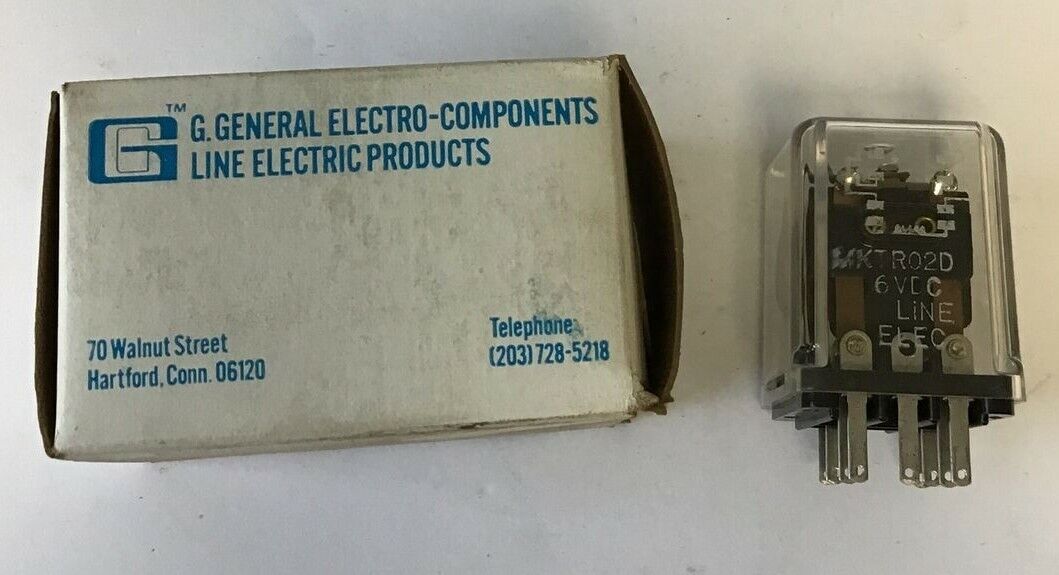 G ™
G. GENERAL ELECTRO-COMPONENTS
LINE ELECTRIC PRODUCTS
70 Walnut Street
Hartford, Conn. 06120
Telephone:
(203) 728-5218
MKTR02D
6VDC
LiNE
ELEC